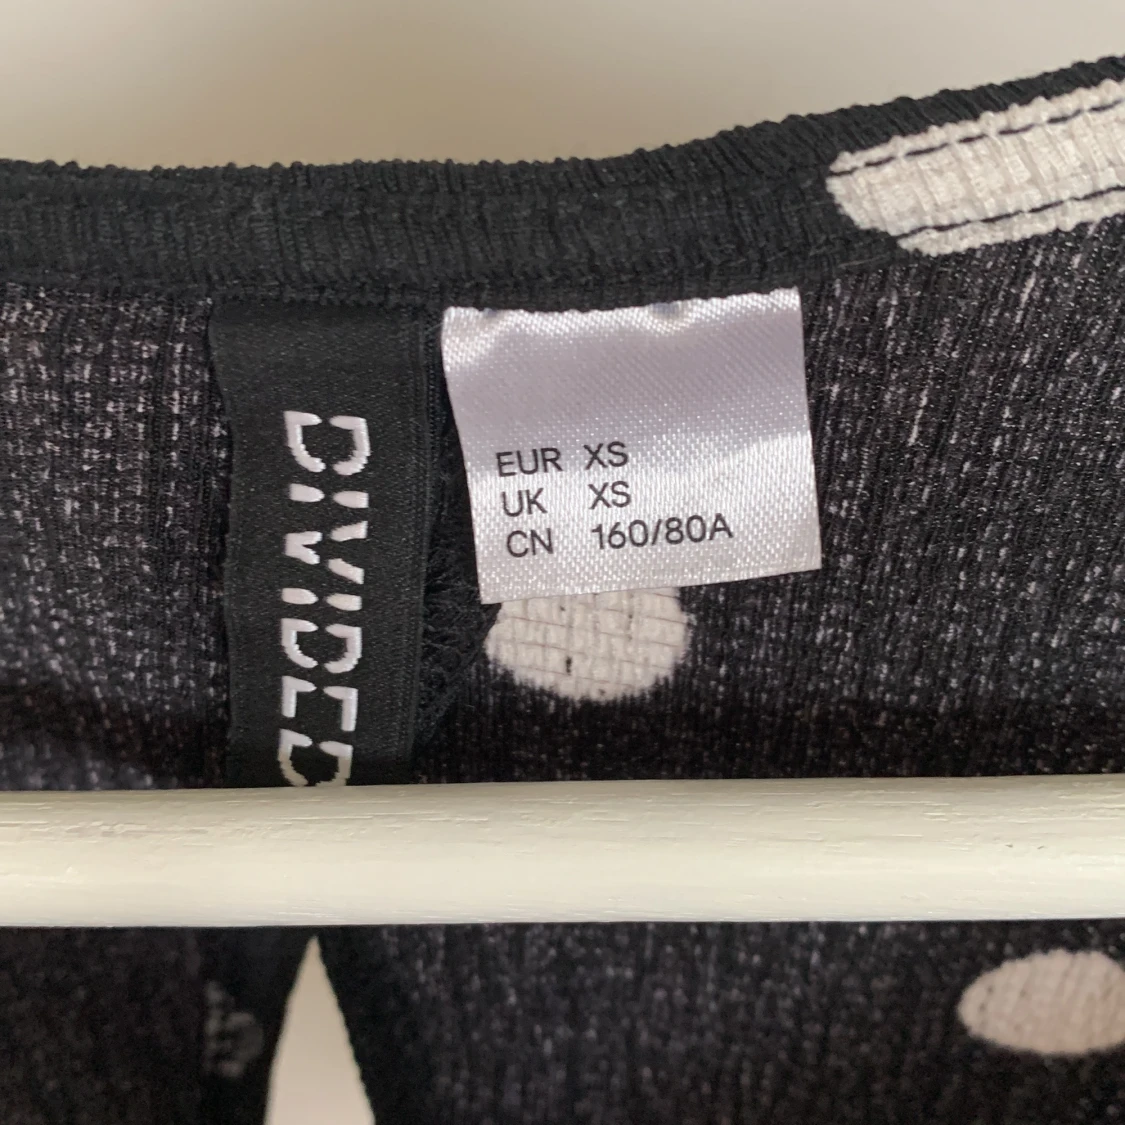 DIVIDED
EUR XS
UK XS
CN 160/80A